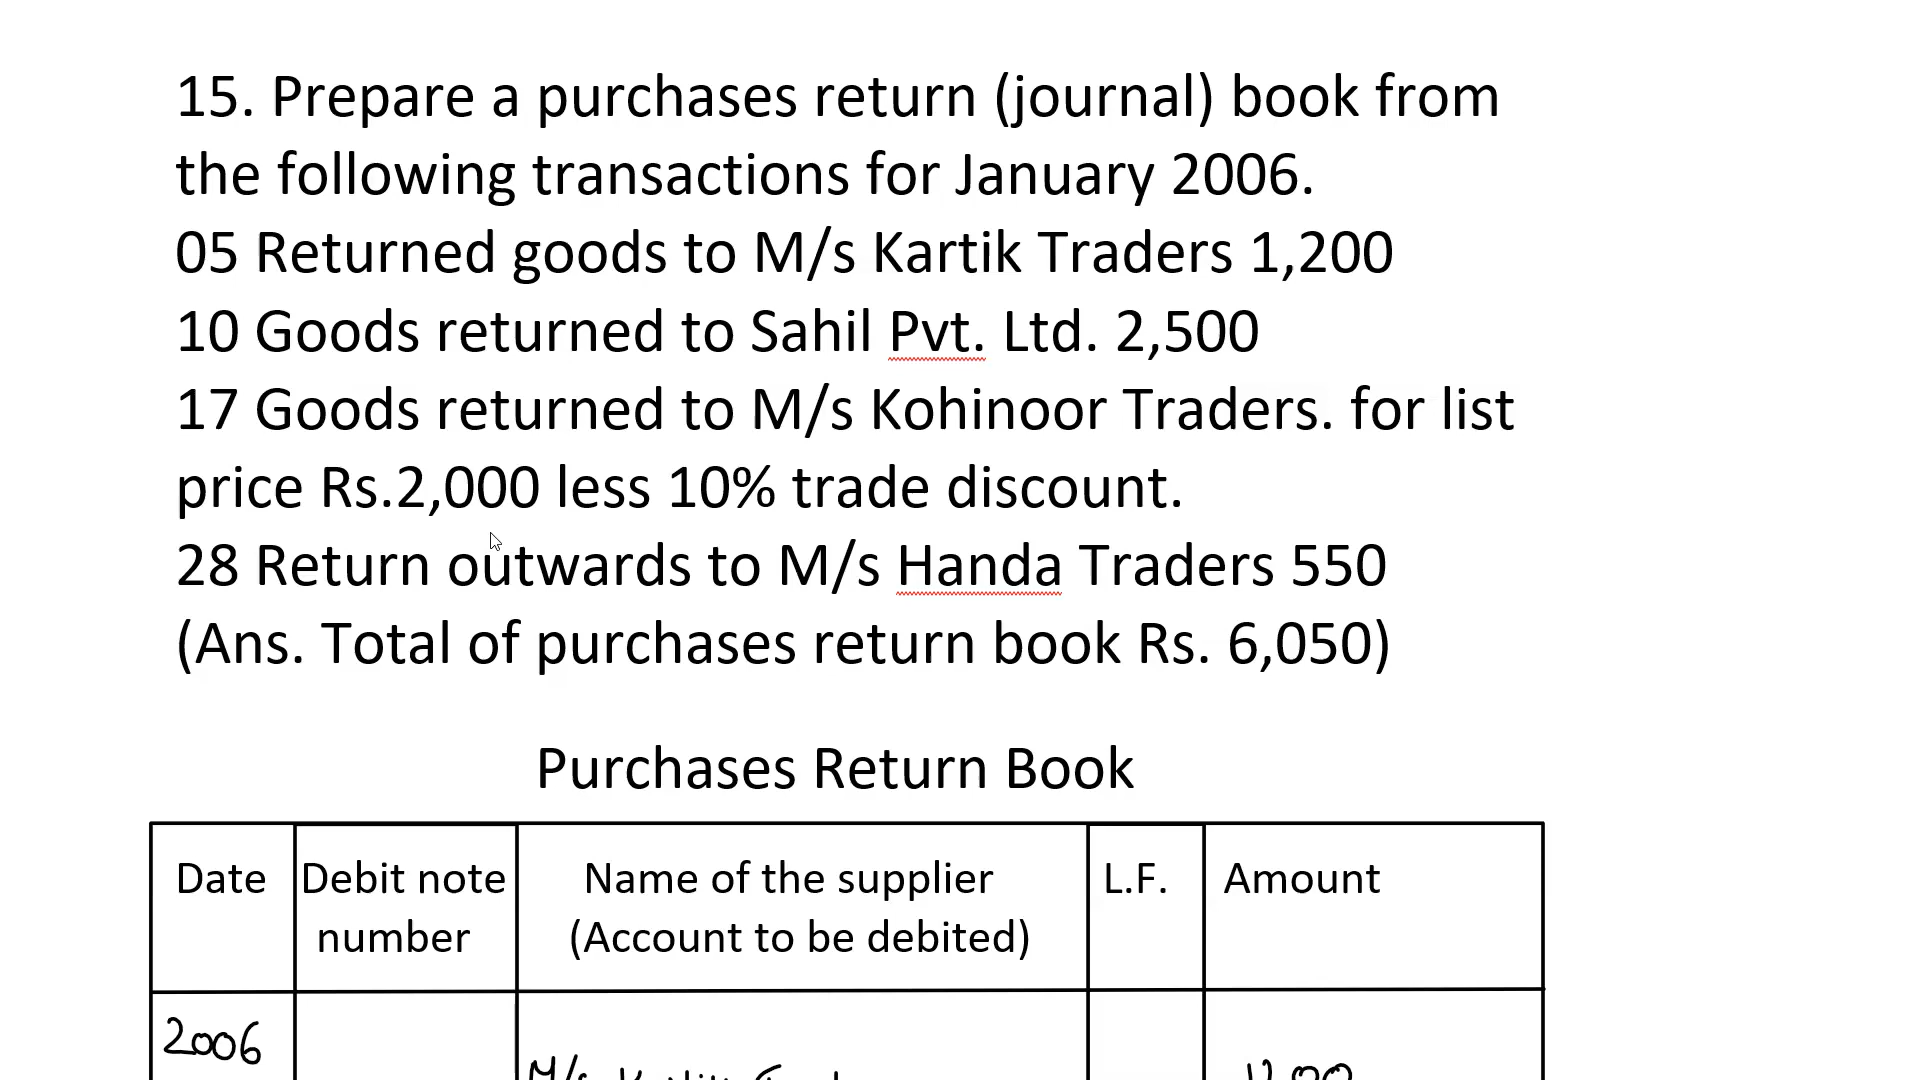 15. Prepare a purchases return (journal) book from
the following transactions for January 2006.
05 Returned goods to M/s Kartik Traders 1,200
10 Goods returned to Sahil Pvt. Ltd. 2,500
17 Goods returned to M/s Kohinoor Traders. for list
price Rs.2,000 less 10% trade discount.
28 Return outwards to M/s Handa Traders 550
(Ans. Total of purchases return book Rs. 6,050)
Purchases Return Book
Date Debit note number Name of the supplier (Account to be debited) L.F. Amount
2006
M/s